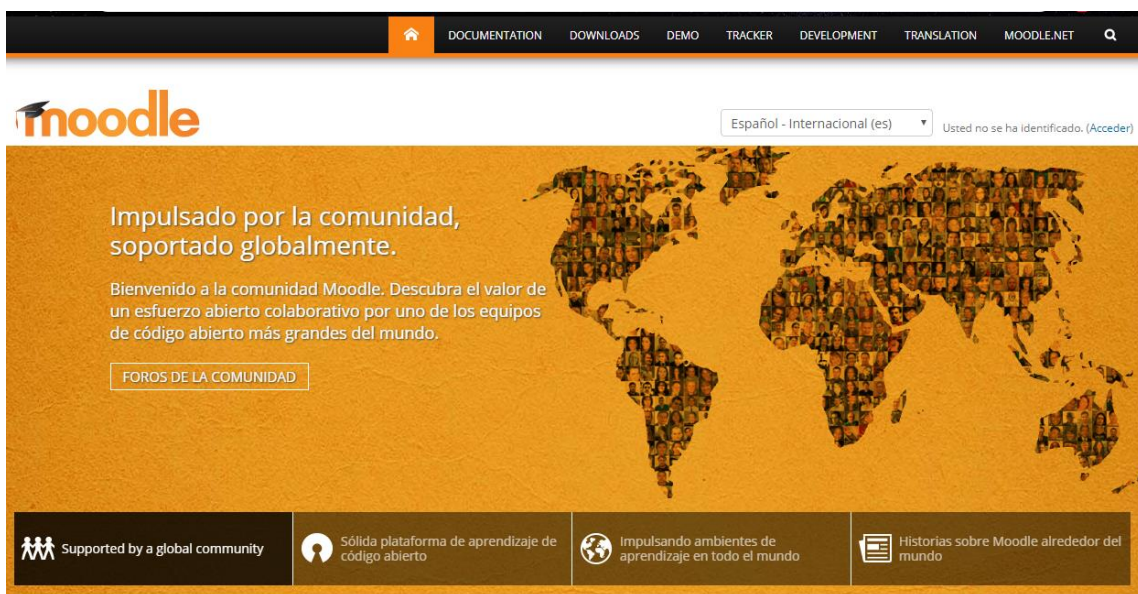 DOCUMENTATION DOWNLOADS DEMO TRACKER DEVELOPMENT TRANSLATION MOODLE.NET
moodle
Español - Internacional (es)
Usted no se ha identificado. (Acceder)
Impulsado por la comunidad,
soportado globalmente.
Bienvenido a la comunidad Moodle. Descubra el valor de
un esfuerzo abierto colaborativo por uno de los equipos
de código abierto más grandes del mundo.
FOROS DE LA COMUNIDAD
Supported by a global community
Sólida plataforma de aprendizaje de
código abierto
Impulsando ambientes de
aprendizaje en todo el mundo
Historias sobre Moodle alrededor del
mundo